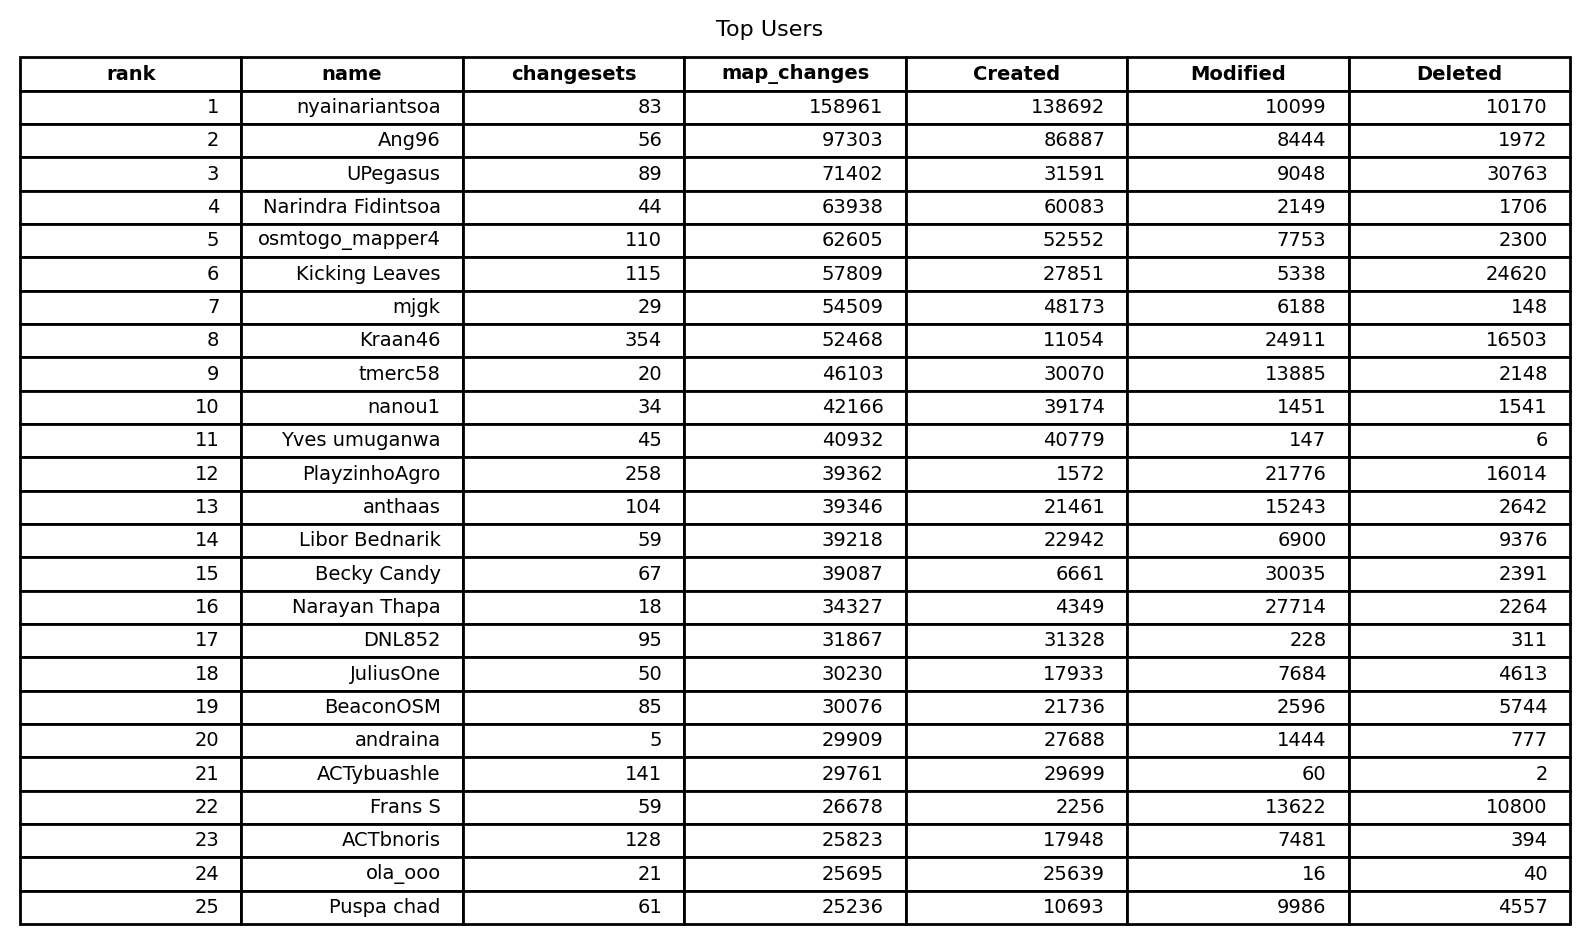 Top Users
rank name changesets map_changes Created Modified Deleted
1 nyainariantsoa 83 158961 138692 10099 10170
2 Ang96 56 97303 86887 8444 1972
3 UPegasus 89 71402 31591 9048 30763
4 Narindra Fidintsoa 44 63938 60083 2149 1706
5 osmtogo_mapper4 110 62605 52552 7753 2300
6 Kicking Leaves 115 57809 27851 5338 24620
7 mjgk 29 54509 48173 6188 148
8 Kraan46 354 52468 11054 24911 16503
9 tmerc58 20 46103 30070 13885 2148
10 nanou1 34 42166 39174 1451 1541
11 Yves umuganwa 45 40932 40779 147 6
12 PlayzinhoAgro 258 39362 1572 21776 16014
13 anthaas 104 39346 21461 15243 2642
14 Libor Bednarik 59 39218 22942 6900 9376
15 Becky Candy 67 39087 6661 30035 2391
16 Narayan Thapa 18 34327 4349 27714 2264
17 DNL852 95 31867 31328 228 311
18 JuliusOne 50 30230 17933 7684 4613
19 BeaconOSM 85 30076 21736 2596 5744
20 andraina 5 29909 27688 1444 777
21 ACTybuashle 141 29761 29699 60 2
22 Frans S 59 26678 2256 13622 10800
23 ACTbnoris 128 25823 17948 7481 394
24 ola_ooo 21 25695 25639 16 40
25 Puspa chad 61 25236 10693 9986 4557